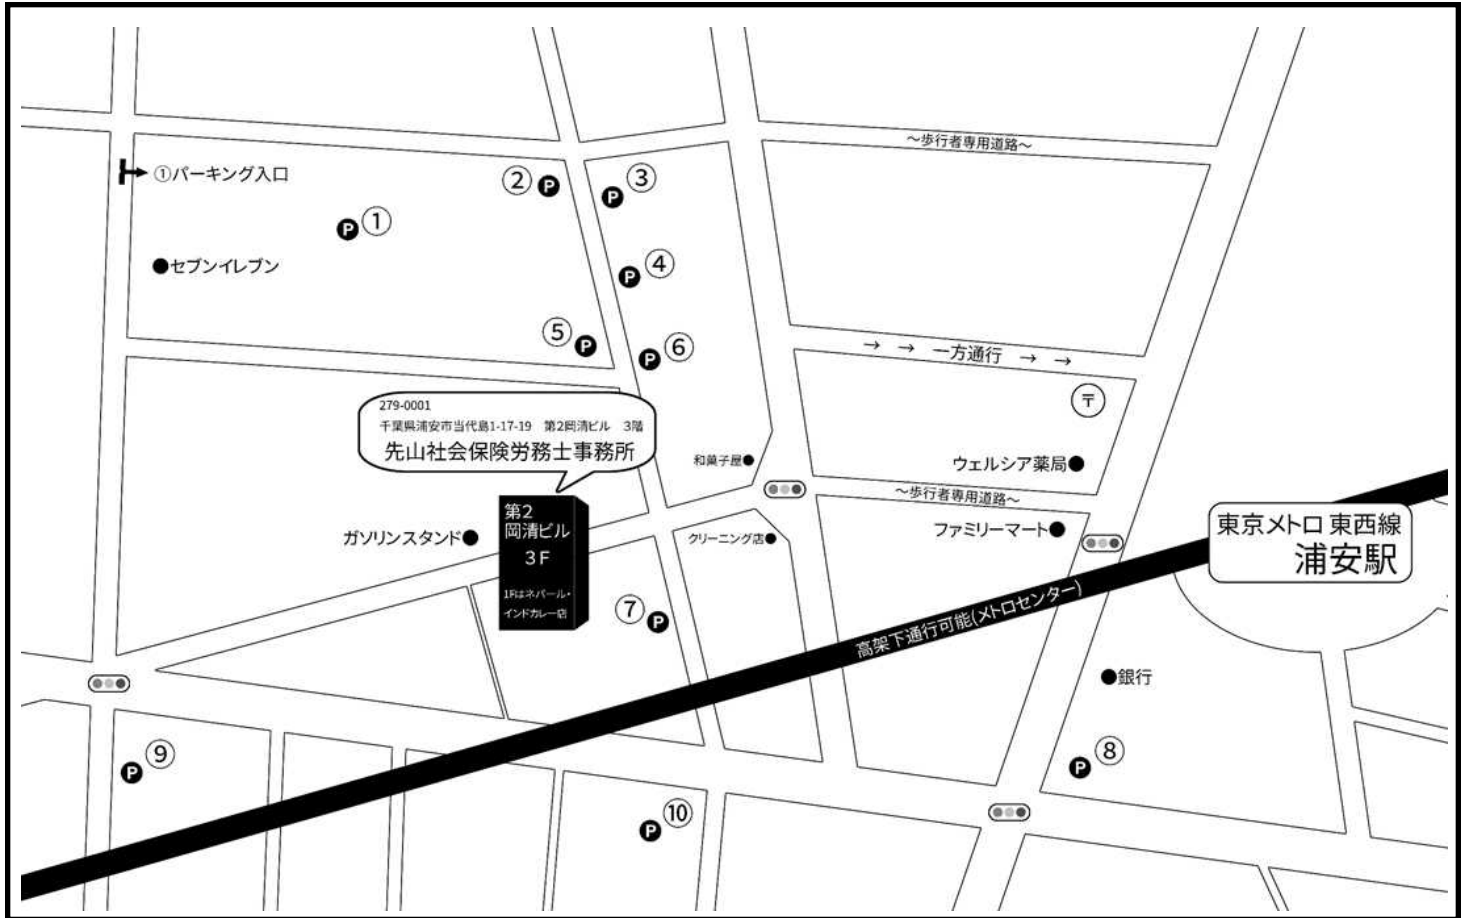 ～歩行者専用道路～
①パーキング入口
② P
P ③
P ①
P ④
●セブンイレブン
⑤ P
P ⑥
→ → 一方通行 → →
〒
279-0001
千葉県浦安市当代島1-17-19 第2岡清ビル 3階
先山社会保険労務士事務所
和菓子屋●
ウェルシア薬局●
～歩行者専用道路～
第2
岡清ビル
3F
1Fはネパール・
インドカレー店
ガソリンスタンド●
クリーニング店●
ファミリーマート●
東京メトロ 東西線
浦安駅
⑦ P
高架下通行可能(メトロセンター)
●銀行
P ⑨
P ⑧
P ⑩